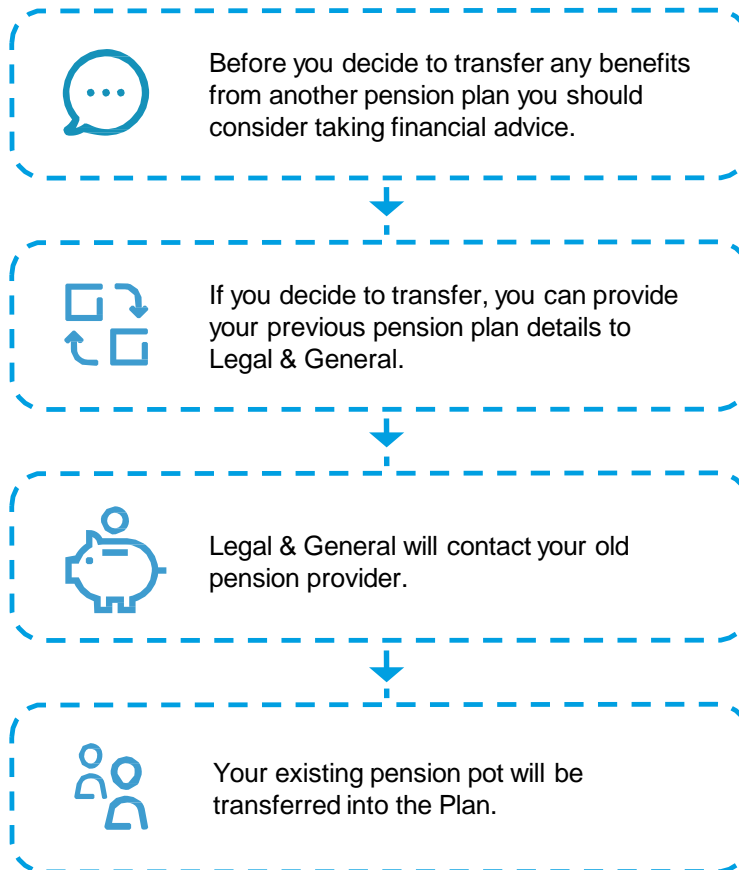 Before you decide to transfer any benefits
from another pension plan you should
consider taking financial advice.
If you decide to transfer, you can provide
your previous pension plan details to
Legal & General.
Legal & General will contact your old
pension provider.
Your existing pension pot will be
transferred into the Plan.